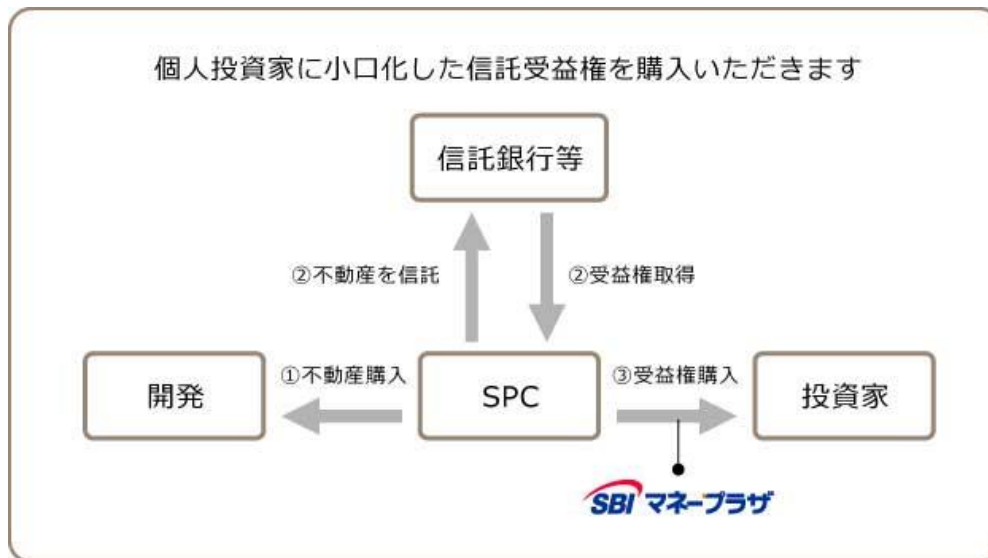 個人投資家に小口化した信託受益権を購入いただきます
信託銀行等
②不動産を信託
②受益権取得
開発
①不動産購入
SPC
③受益権購入
投資家
SBI マネープラザ